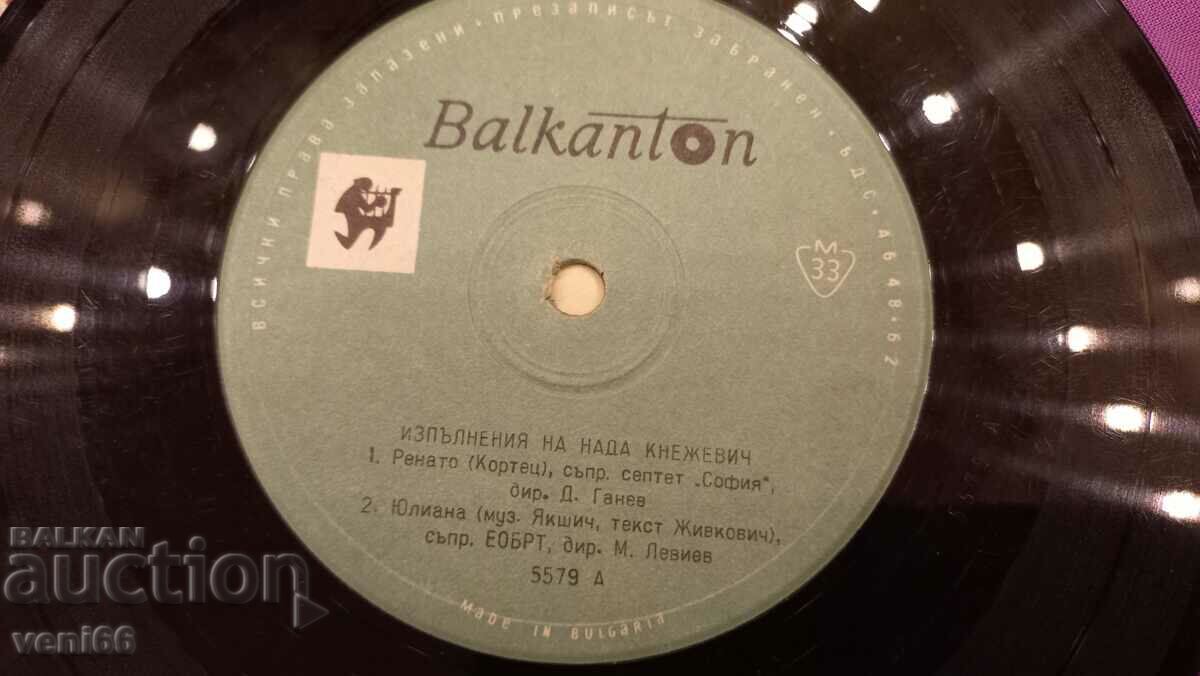 ВСИЧКИ ПРАВА ЗАПАЗЕНИ · ПРЕЗАПИСЪТ ЗАБРАНЕН · БДС · 6482·62
Balkanton
М
33
ИЗПЪЛНЕНИЯ НА НАДА КНЕЖЕВИЧ
1. Ренато (Кортец), съпр. септет „София",
дир. Д. Ганев
2. Юлиана (муз. Якшич, текст Живкович),
съпр. ЕОБРТ, дир. М. Левиев
5579 А
MADE IN BULGARIA
BALKAN
auction
veni66